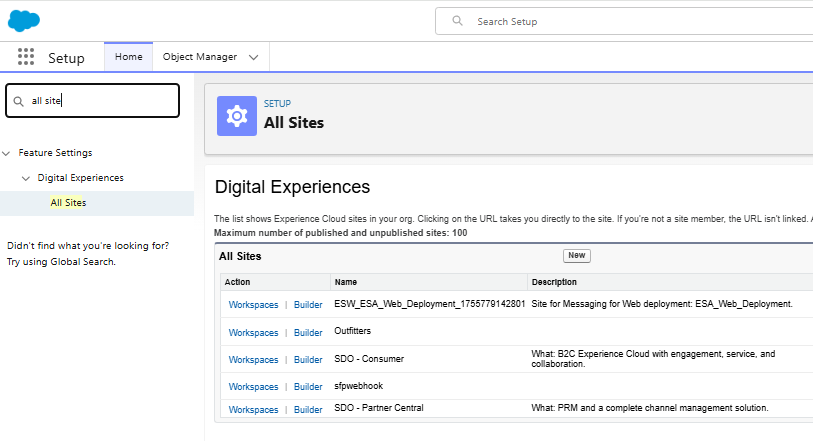 Search Setup
Setup
Home
Object Manager
all site
Feature Settings
Digital Experiences
All Sites
Didn't find what you're looking for?
Try using Global Search.
SETUP
All Sites
Digital Experiences
The list shows Experience Cloud sites in your org. Clicking on the URL takes you directly to the site. If you're not a site member, the URL isn't linked.
Maximum number of published and unpublished sites: 100
All Sites New
Action Name Description
Workspaces | Builder ESW_ESA_Web_Deployment_1755779142801 Site for Messaging for Web deployment: ESA_Web_Deployment.
Workspaces | Builder Outfitters
Workspaces | Builder SDO - Consumer What: B2C Experience Cloud with engagement, service, and
collaboration.
Workspaces | Builder sfpwebhook
Workspaces | Builder SDO - Partner Central What: PRM and a complete channel management solution.